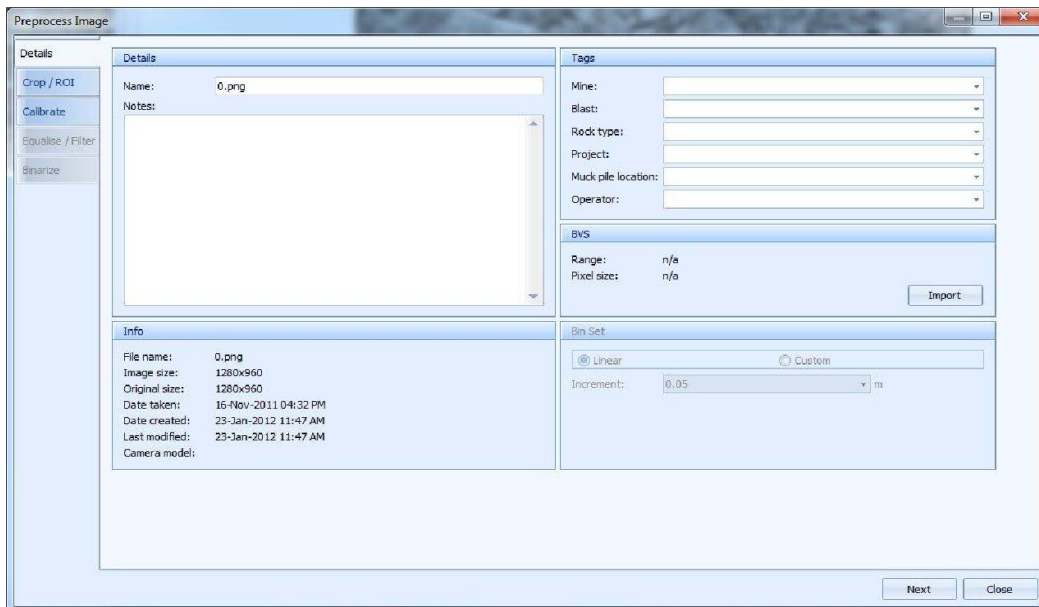 Preprocess Image
Details
Crop / ROI
Calibrate
Equalise / Filter
Binarize
Details
Name: 0.png
Notes:
Info
File name: 0.png
Image size: 1280x960
Original size: 1280x960
Date taken: 16-Nov-2011 04:32 PM
Date created: 23-Jan-2012 11:47 AM
Last modified: 23-Jan-2012 11:47 AM
Camera model:
Tags
Mine:
Blast:
Rock type:
Project:
Muck pile location:
Operator:
BVS
Range: n/a
Pixel size: n/a
Import
Bin Set
Linear Custom
Increment: 0.05 m
Next Close